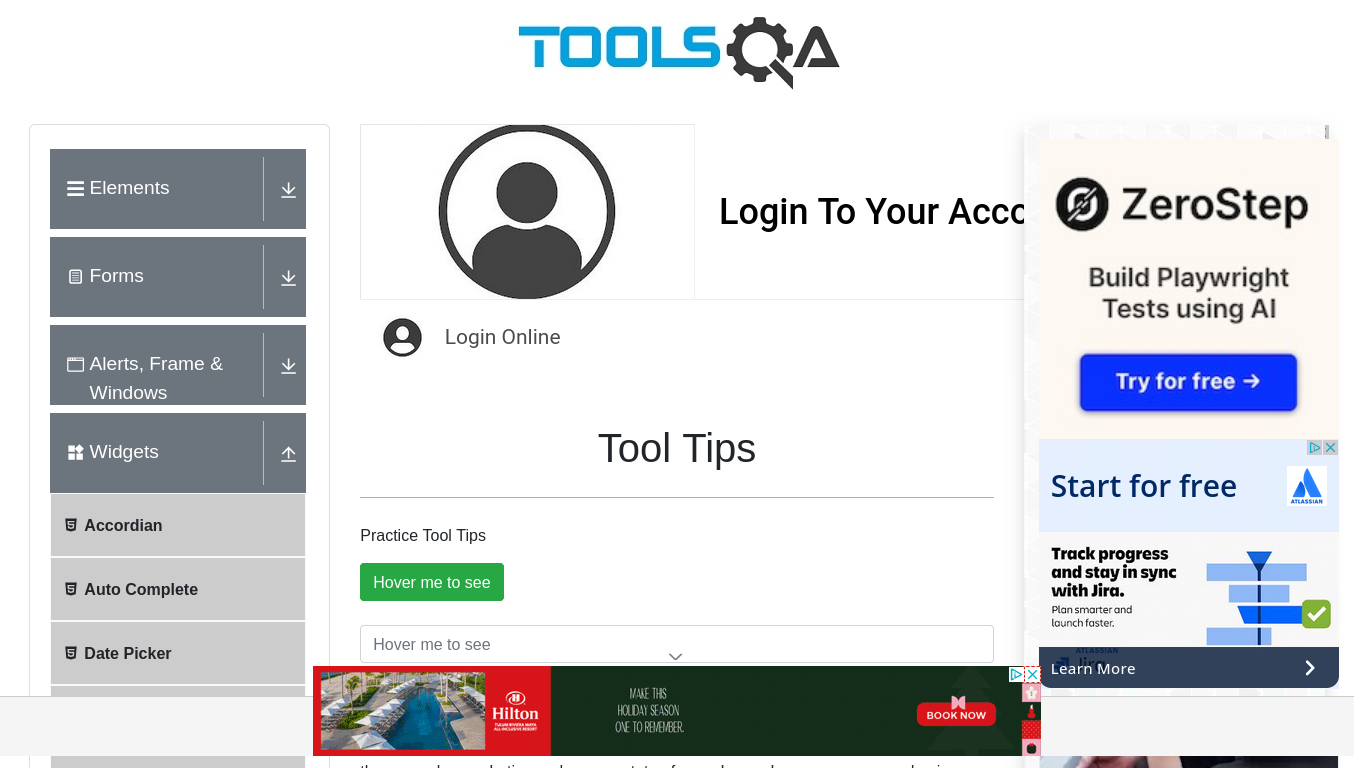 TOOLSQA
Elements
Forms
Alerts, Frame &
Windows
Widgets
Accordian
Auto Complete
Date Picker
Login To Your Acco
Login Online
Tool Tips
Practice Tool Tips
Hover me to see
Hover me to see
ZeroStep
Build Playwright
Tests using AI
Try for free →
Start for free
ATLASSIAN
Track progress
and stay in sync
with Jira.
Plan smarter and
launch faster.
ATLASSIAN
Jira
Learn More
Hilton
TULUM RIVIERA MAYA
ALL-INCLUSIVE RESORT
MAKE THIS
HOLIDAY SEASON
ONE TO REMEMBER.
BOOK NOW